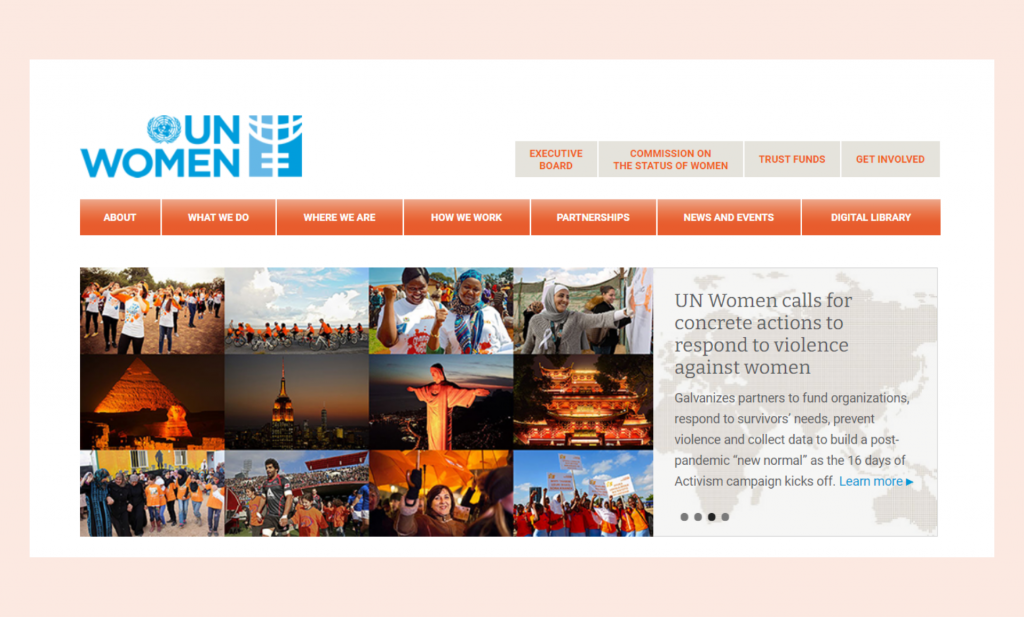 UN
WOMEN
EXECUTIVE
BOARD
COMMISSION ON
THE STATUS OF WOMEN
TRUST FUNDS
GET INVOLVED
ABOUT
WHAT WE DO
WHERE WE ARE
HOW WE WORK
PARTNERSHIPS
NEWS AND EVENTS
DIGITAL LIBRARY
UN Women calls for
concrete actions to
respond to violence
against women
Galvanizes partners to fund organizations,
respond to survivors’ needs, prevent
violence and collect data to build a post-
pandemic “new normal” as the 16 days of
Activism campaign kicks off. Learn more ▶